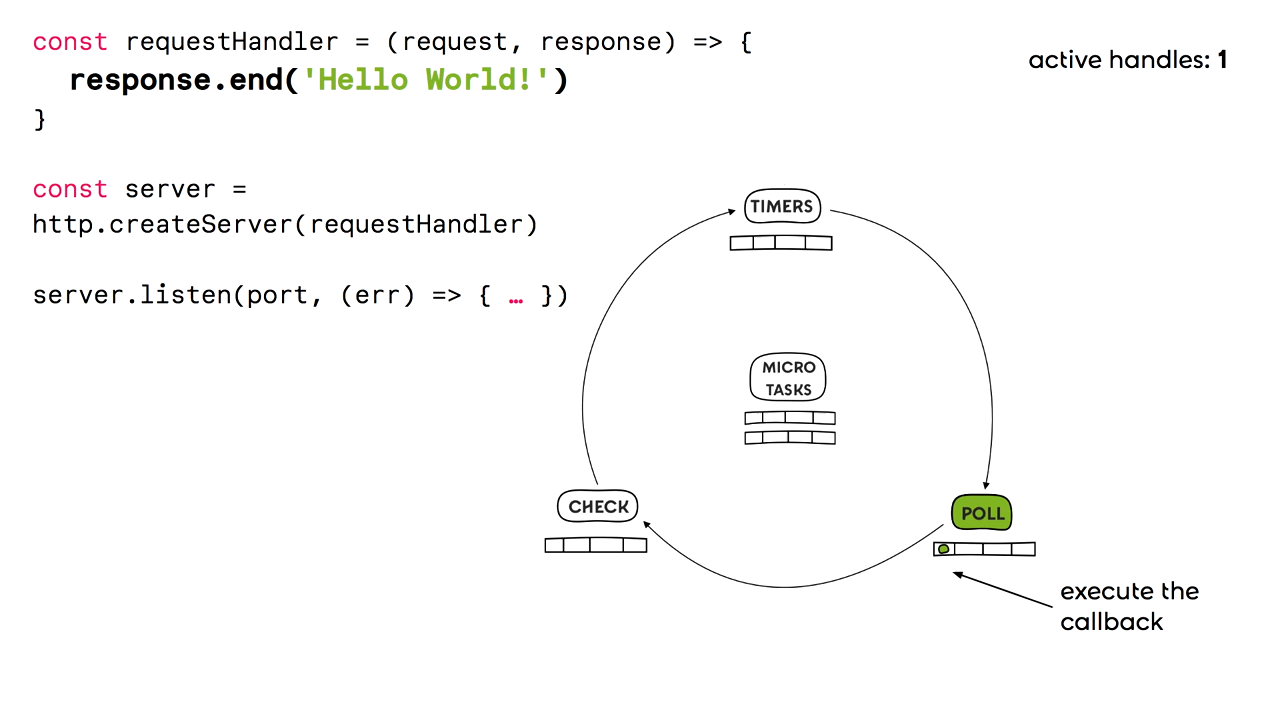 const requestHandler = (request, response) => {
response.end('Hello World!')
}
const server =
http.createServer(requestHandler)
server.listen(port, (err) => { … })
active handles: 1
TIMERS
MICRO
TASKS
CHECK
POLL
execute the
callback